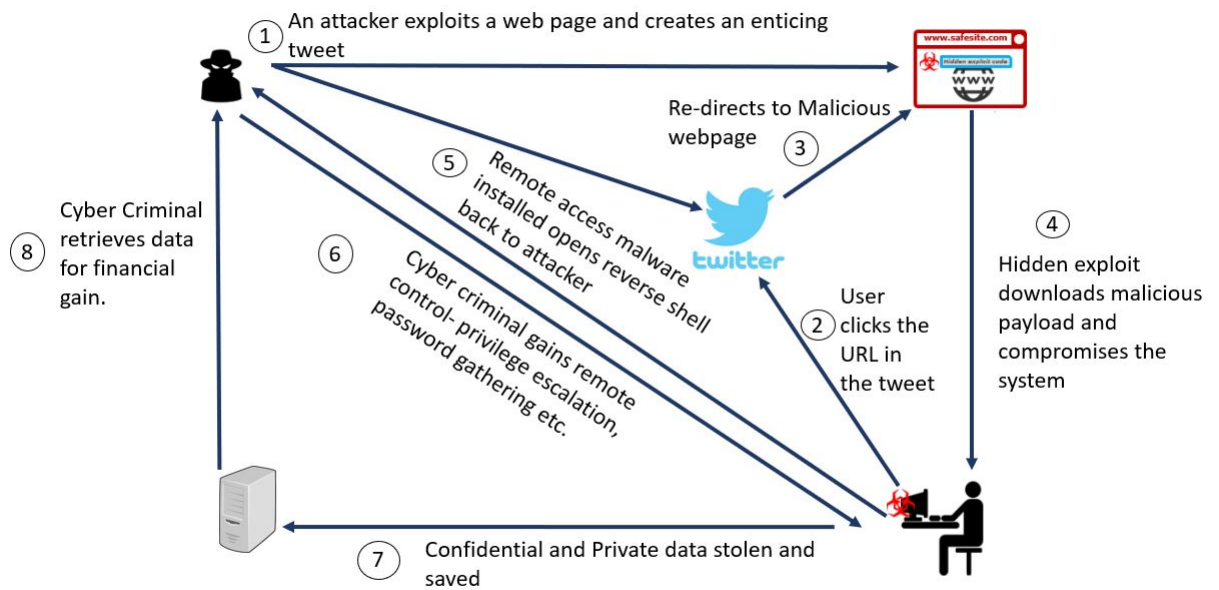 1
An attacker exploits a web page and creates an enticing
tweet
www.safesite.com
Hidden exploit code
www
Re-directs to Malicious
webpage
3
5
Remote access malware
installed opens reverse shell
back to attacker
twitter
4
Hidden exploit
downloads malicious
payload and
compromises the
system
Cyber Criminal
retrieves data
for financial
gain.
8
6
Cyber criminal gains remote
control- privilege escalation,
password gathering etc.
2
User
clicks the
URL in
the tweet
7
Confidential and Private data stolen and
saved